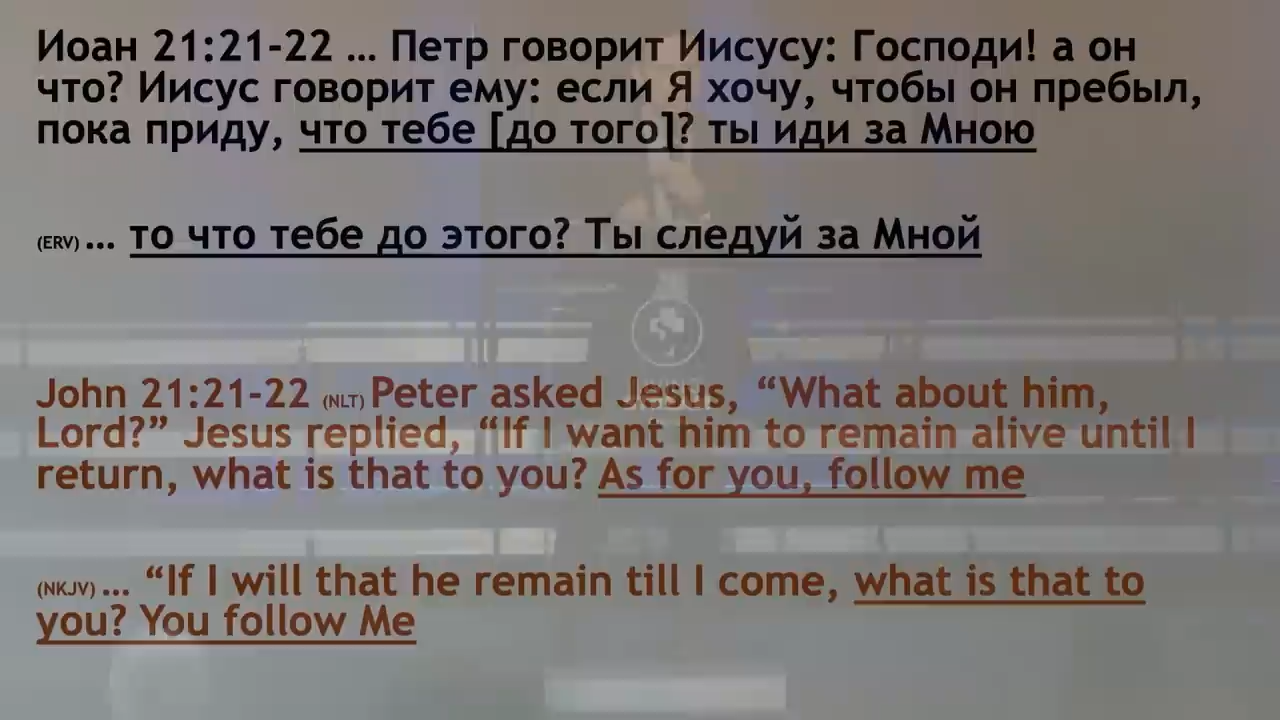 Иоан 21:21-22 … Петр говорит Иисусу: Господи! а он
что? Иисус говорит ему: если Я хочу, чтобы он пребыл,
пока приду, что тебе [до того]? ты иди за Мною
(ERV) … то что тебе до этого? Ты следуй за Мной
John 21:21-22 (NLT) Peter asked Jesus, “What about him,
Lord?” Jesus replied, “If I want him to remain alive until I
return, what is that to you? As for you, follow me
(NKJV) … “If I will that he remain till I come, what is that to
you? You follow Me